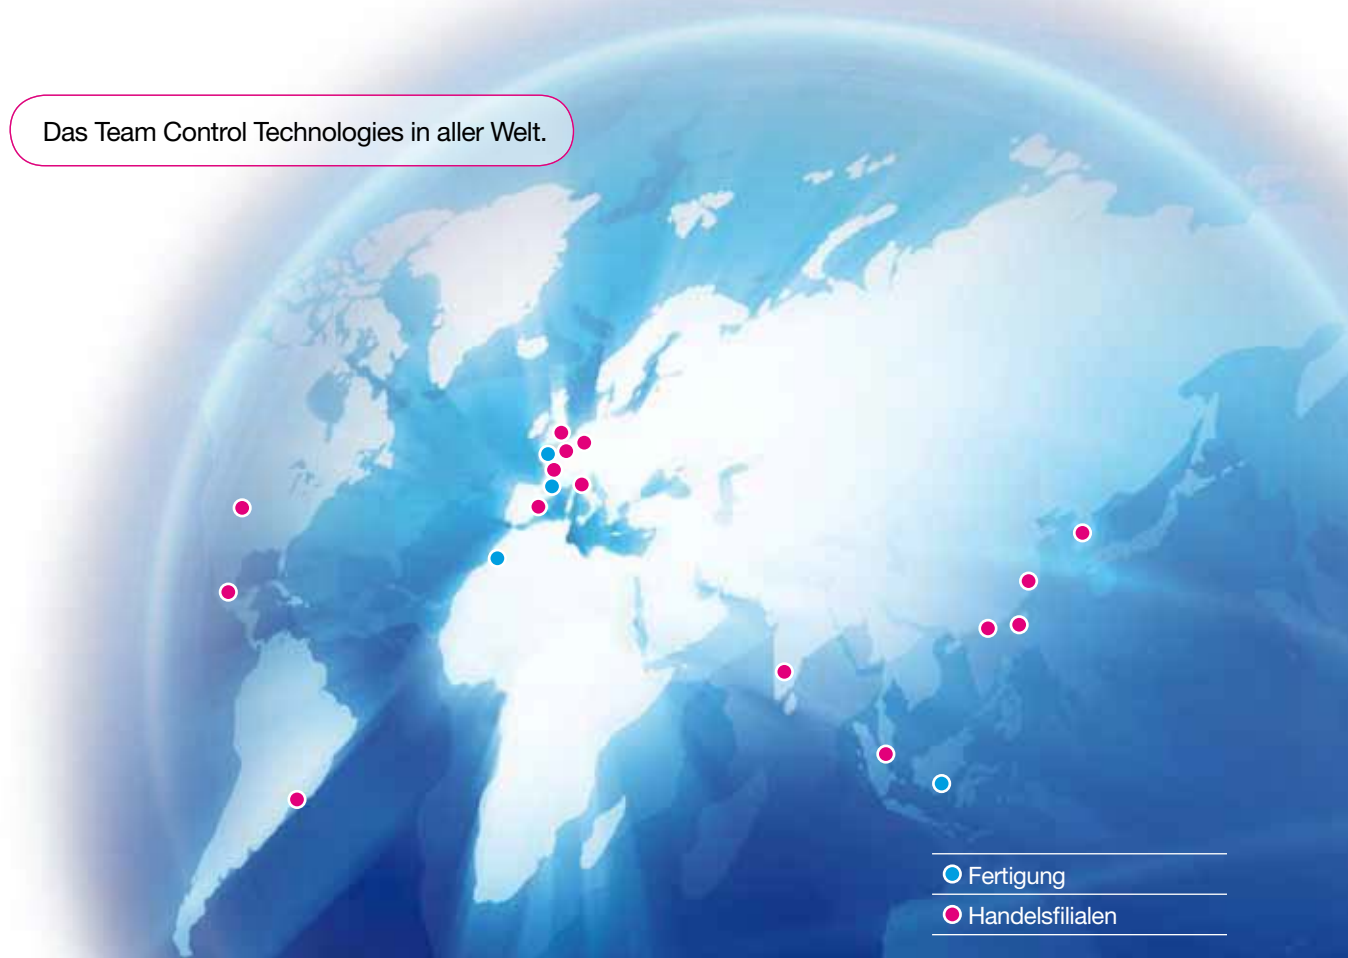 Das Team Control Technologies in aller Welt.
Fertigung
Handelsfilialen